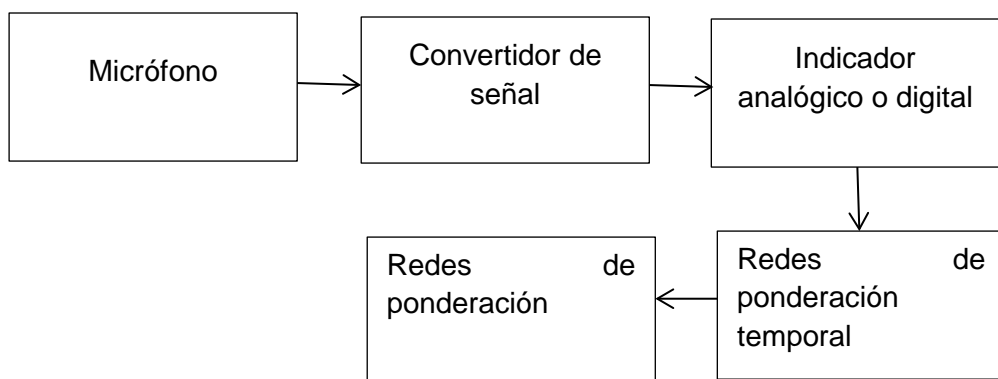 Micrófono
Convertidor de
señal
Indicador
analógico o digital
Redes de
ponderación
temporal
Redes de
ponderación